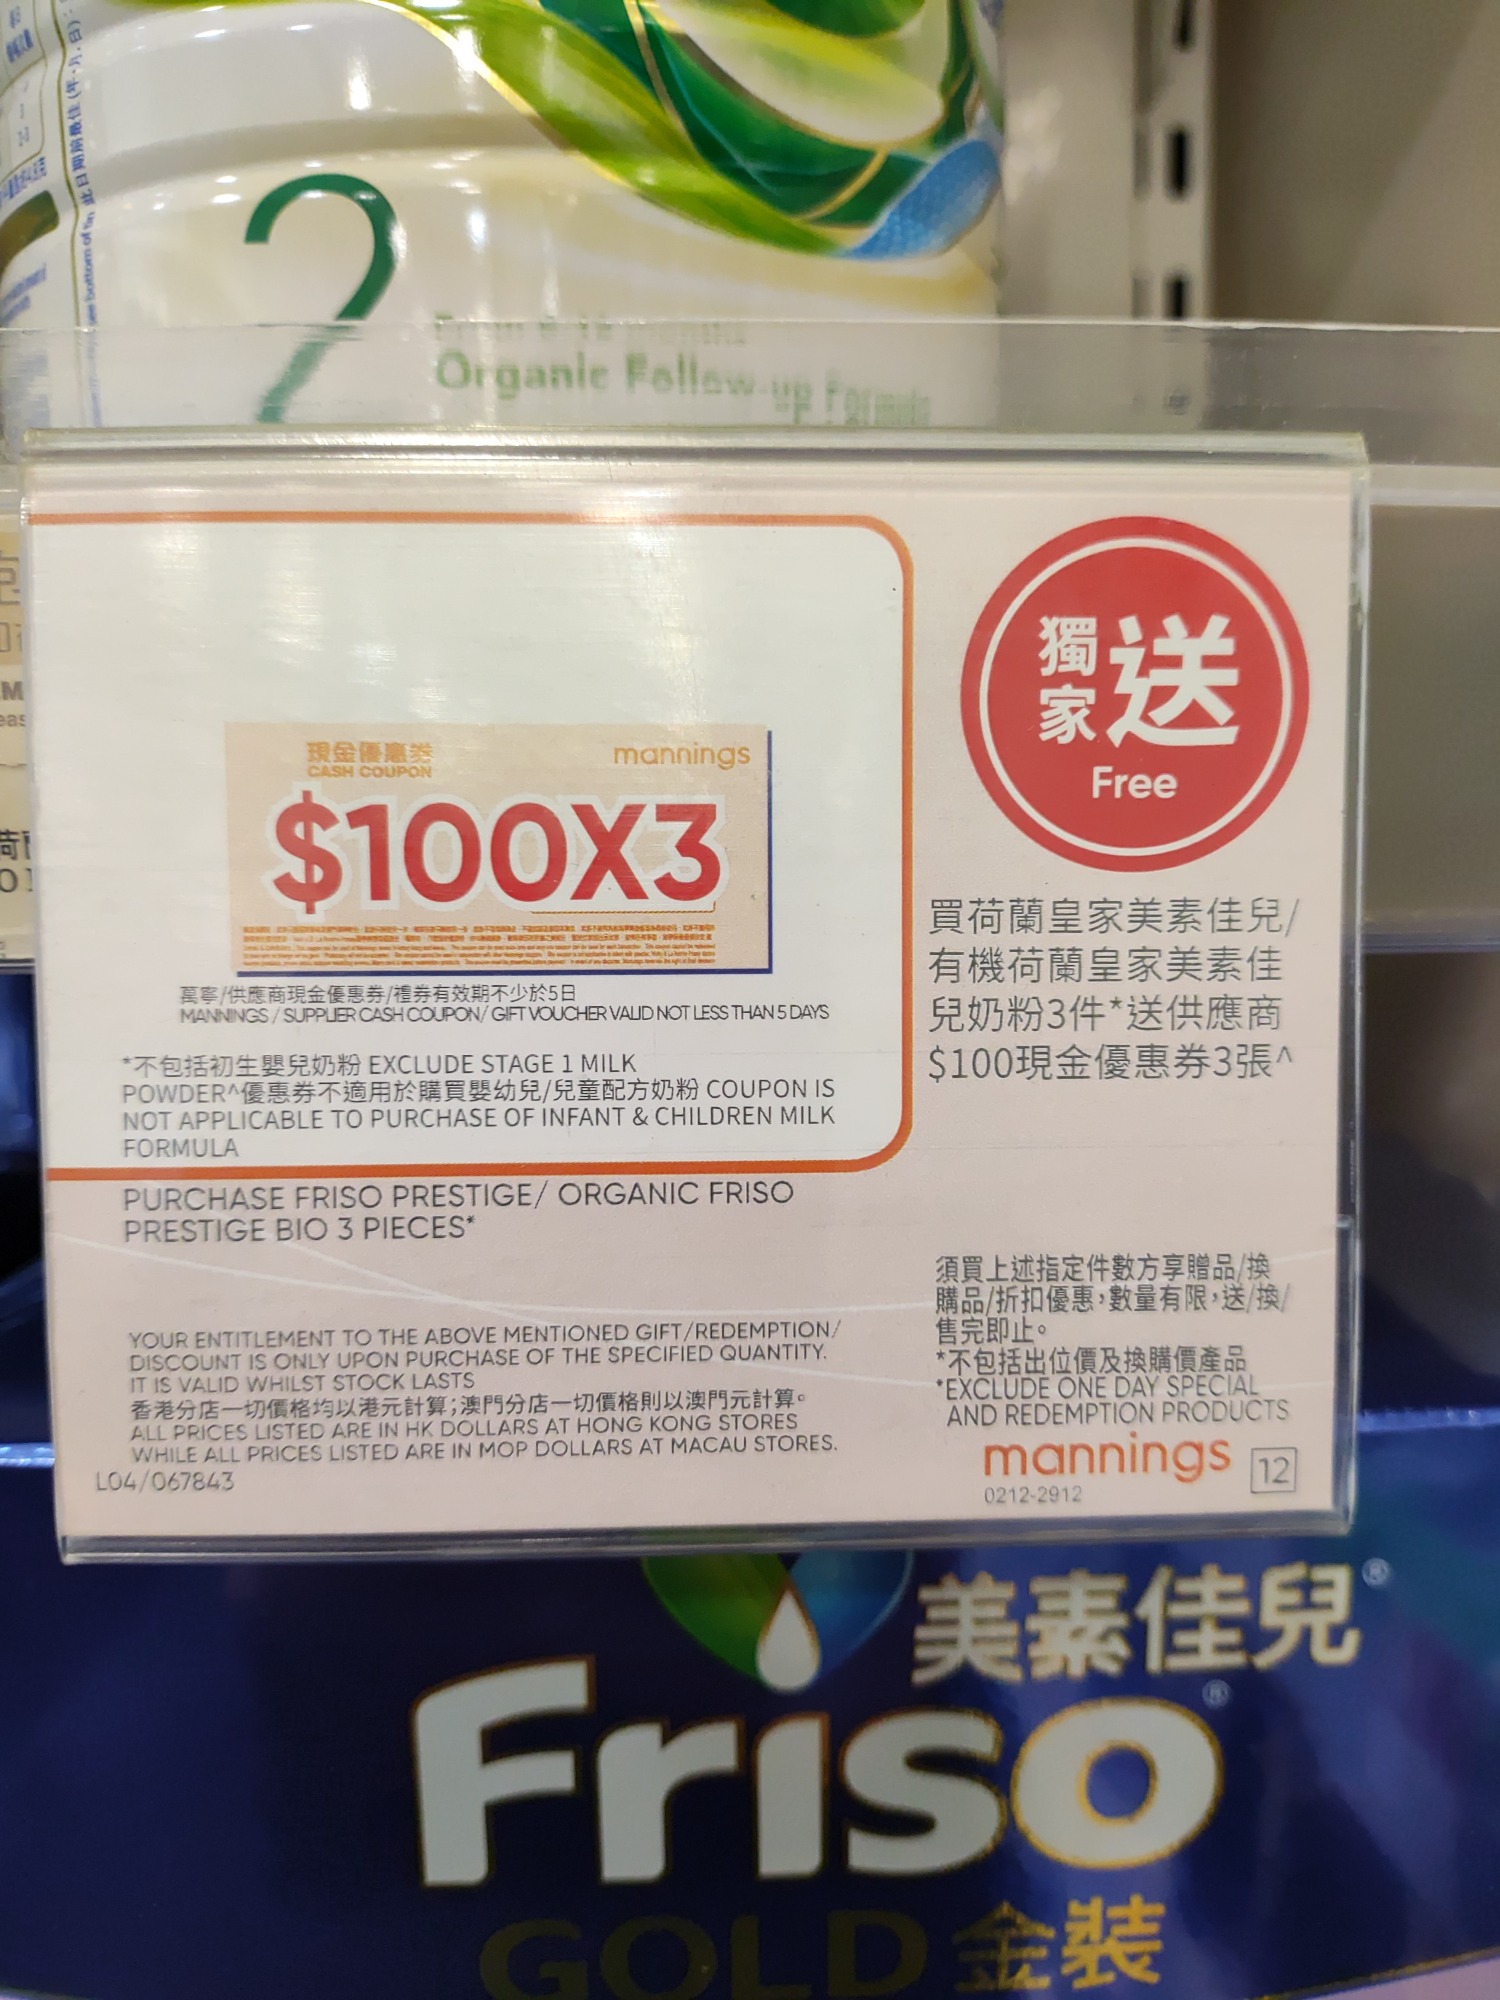 2
Organic Follow-up Formula
獨家送
Free
現金優惠券
CASH COUPON
mannings
$100X3
萬寧/供應商現金優惠券/禮券有效期不少於5日
MANNINGS / SUPPLIER CASH COUPON/ GIFT VOUCHER VALID NOT LESS THAN 5 DAYS
*不包括初生嬰兒奶粉 EXCLUDE STAGE 1 MILK
POWDER^優惠券不適用於購買嬰幼兒/兒童配方奶粉 COUPON IS
NOT APPLICABLE TO PURCHASE OF INFANT & CHILDREN MILK
FORMULA
買荷蘭皇家美素佳兒/
有機荷蘭皇家美素佳
兒奶粉3件*送供應商
$100現金優惠券3張^
PURCHASE FRISO PRESTIGE/ ORGANIC FRISO
PRESTIGE BIO 3 PIECES*
YOUR ENTITLEMENT TO THE ABOVE MENTIONED GIFT/REDEMPTION/
DISCOUNT IS ONLY UPON PURCHASE OF THE SPECIFIED QUANTITY.
IT IS VALID WHILST STOCK LASTS
香港分店一切價格均以港元計算;澳門分店一切價格則以澳門元計算。
ALL PRICES LISTED ARE IN HK DOLLARS AT HONG KONG STORES
WHILE ALL PRICES LISTED ARE IN MOP DOLLARS AT MACAU STORES.
L04/067843
須買上述指定件數方享贈品/換
購品/折扣優惠,數量有限,送/換/
售完即止。
*不包括出位價及換購價產品
*EXCLUDE ONE DAY SPECIAL
AND REDEMPTION PRODUCTS
mannings 12
0212-2912
美素佳兒®
Friso®
GOLD 金裝